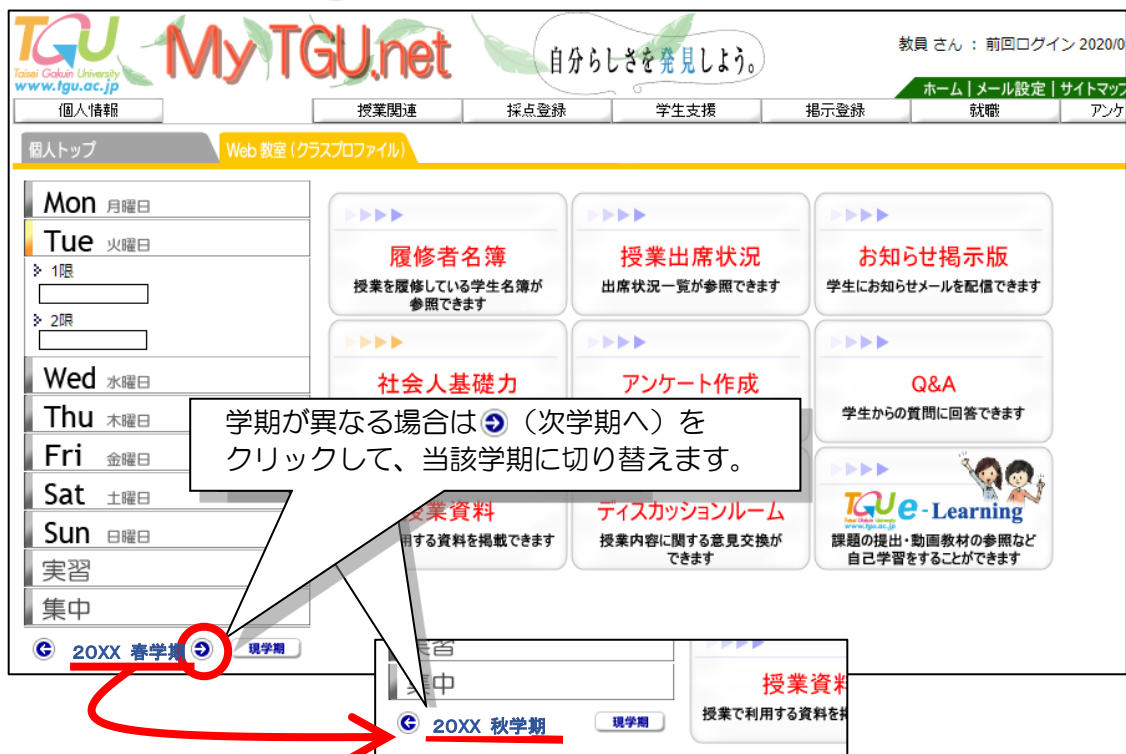 TGU
Taisei Gakuin University
www.tgu.ac.jp
My TGU.net
自分らしさを発見しよう。
教員 さん ： 前回ログイン 2020/0
ホーム | メール設定 | サイトマップ
個人情報 授業関連 採点登録 学生支援 掲示登録 就職 アンケ
個人トップ Web 教室 (クラスプロファイル)
Mon 月曜日
Tue 火曜日
1限
2限
Wed 水曜日
Thu 木曜日
Fri 金曜日
Sat 土曜日
Sun 日曜日
実習
集中
20XX 春学期 現学期
履修者名簿
授業を履修している学生名簿が
参照できます
授業出席状況
出席状況一覧が参照できます
お知らせ掲示版
学生にお知らせメールを配信できます
社会人基礎力
アンケート作成
Q&A
学生からの質問に回答できます
学期が異なる場合は（次学期へ）を
クリックして、当該学期に切り替えます。
授業資料
用する資料を掲載できます
ディスカッションルーム
授業内容に関する意見交換が
できます
TGU e-Learning
www.tgu.ac.jp
課題の提出・動画教材の参照など
自己学習をすることができます
実習
集中
20XX 秋学期 現学期
授業資料
授業で利用する資料を掲